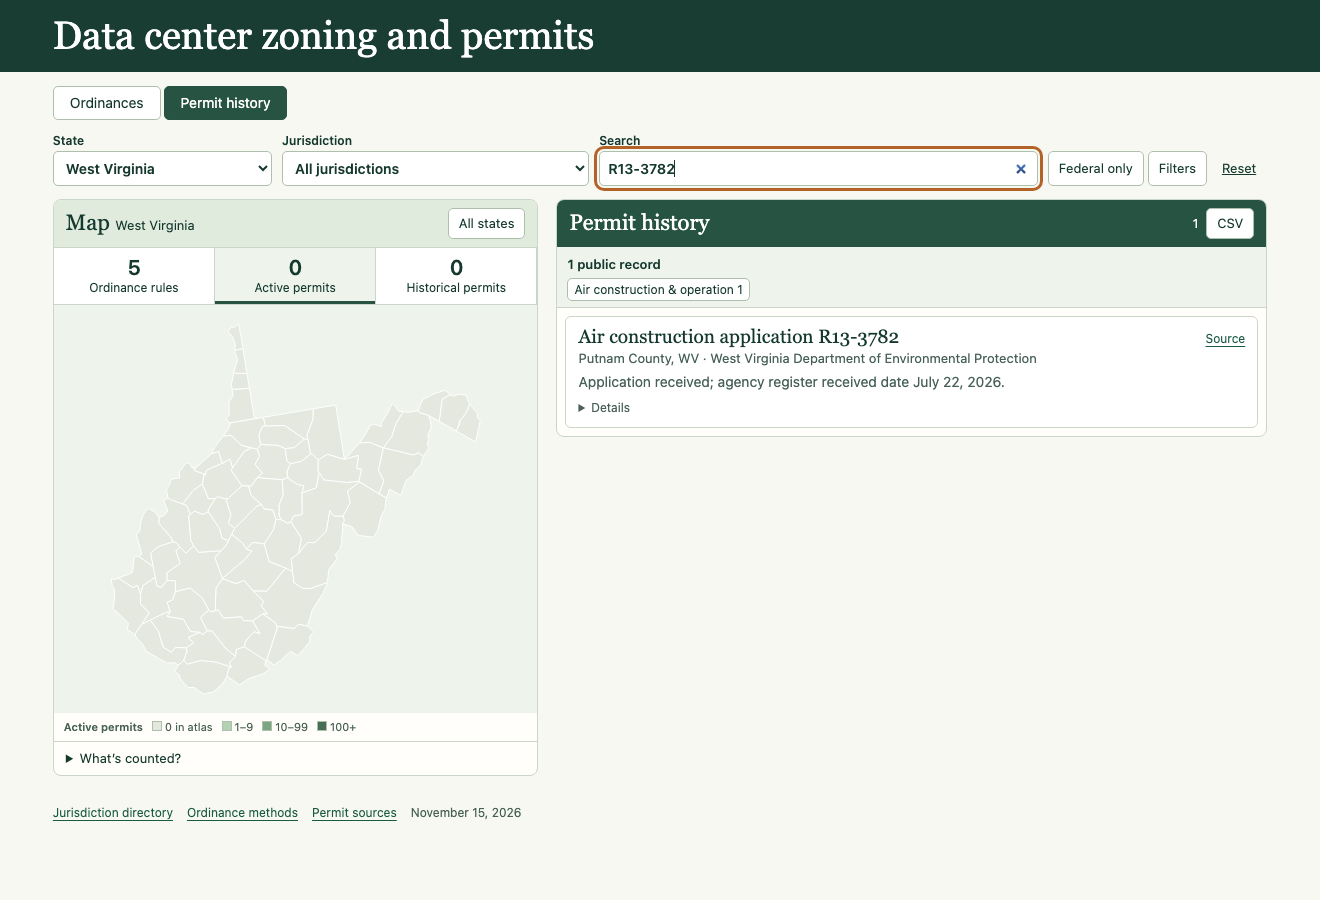 Data center zoning and permits
Ordinances
Permit history
State
Jurisdiction
Search
West Virginia
All jurisdictions
R13-3782
Federal only
Filters
Reset
Map West Virginia
All states
5
Ordinance rules
0
Active permits
0
Historical permits
Active permits
0 in atlas
1–9
10–99
100+
What's counted?
Permit history
1
CSV
1 public record
Air construction & operation 1
Air construction application R13-3782
Source
Putnam County, WV · West Virginia Department of Environmental Protection
Application received; agency register received date July 22, 2026.
Details
Jurisdiction directory
Ordinance methods
Permit sources
November 15, 2026